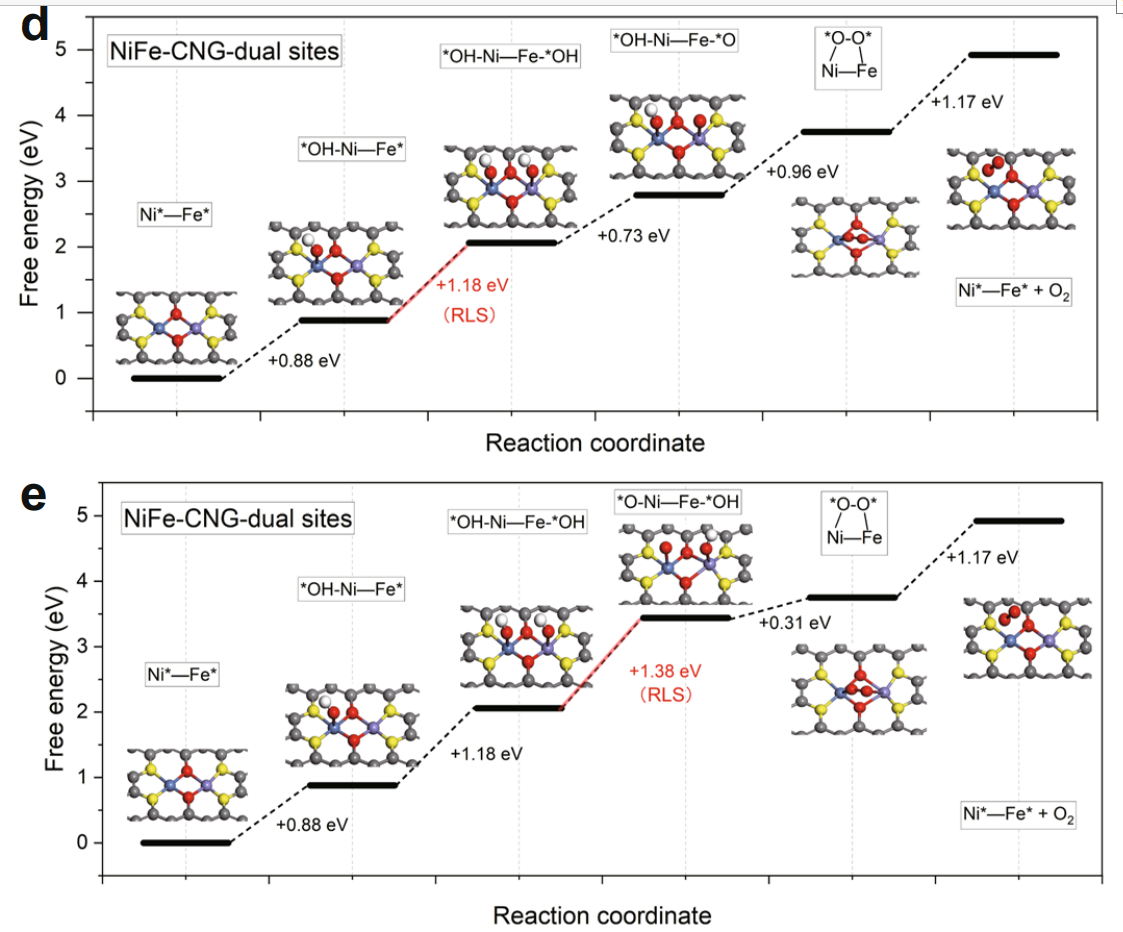 d
NiFe-CNG-dual sites
*OH-Ni—Fe-*OH
*OH-Ni—Fe-*O
*O-O*
Ni—Fe
*OH-Ni—Fe*
Ni*—Fe*
+1.17 eV
+0.96 eV
+0.73 eV
+1.18 eV
(RLS)
+0.88 eV
Ni*—Fe* + O₂
5
4
3
2
1
0
Free energy (eV)
Reaction coordinate
e
NiFe-CNG-dual sites
*OH-Ni—Fe-*OH
*O-Ni—Fe-*OH
*O-O*
Ni—Fe
*OH-Ni—Fe*
Ni*—Fe*
+1.17 eV
+0.31 eV
+1.38 eV
(RLS)
+1.18 eV
+0.88 eV
Ni*—Fe* + O₂
5
4
3
2
1
0
Free energy (eV)
Reaction coordinate